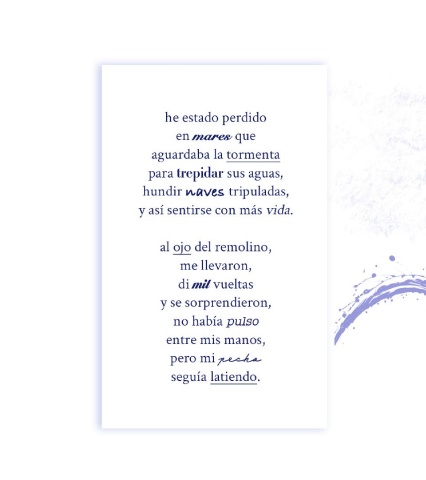 he estado perdido
en mares que
aguardaba la tormenta
para trepidar sus aguas,
hundir naves tripuladas,
y así sentirse con más vida.
al ojo del remolino,
me llevaron,
di mil vueltas
y se sorprendieron,
no había pulso
entre mis manos,
pero mi pecho
seguía latiendo.